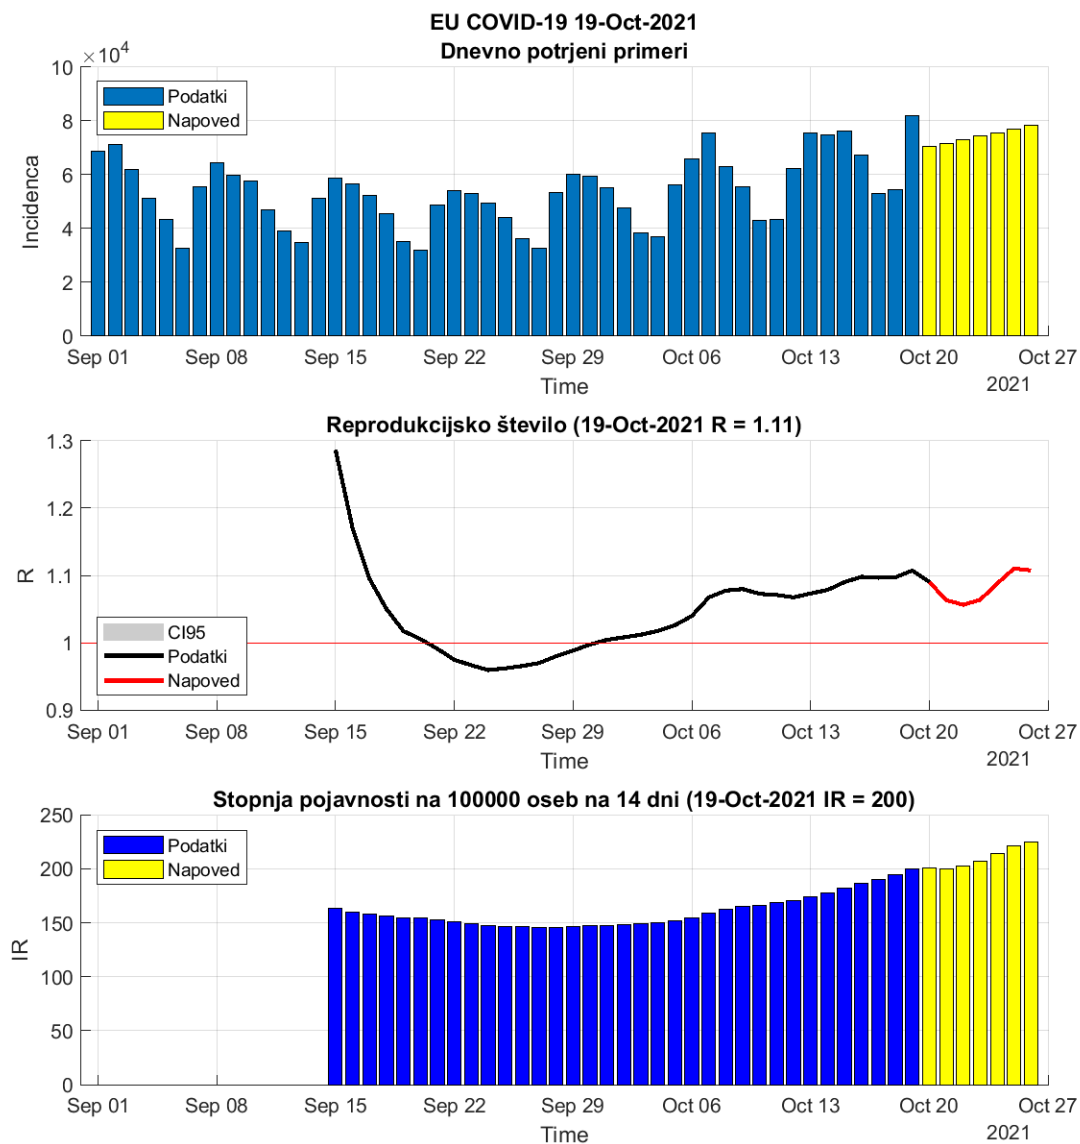 EU COVID-19 19-Oct-2021
Dnevno potrjeni primeri
×10⁴
10
8
6
4
2
0
Incidenca
Podatki
Napoved
Sep 01 Sep 08 Sep 15 Sep 22 Sep 29 Oct 06 Oct 13 Oct 20 Oct 27
Time
2021
Reprodukcijsko število (19-Oct-2021 R = 1.11)
1.3
1.2
1.1
1
0.9
R
CI95
Podatki
Napoved
Sep 01 Sep 08 Sep 15 Sep 22 Sep 29 Oct 06 Oct 13 Oct 20 Oct 27
Time
2021
Stopnja pojavnosti na 100000 oseb na 14 dni (19-Oct-2021 IR = 200)
250
200
150
100
50
0
IR
Podatki
Napoved
Sep 01 Sep 08 Sep 15 Sep 22 Sep 29 Oct 06 Oct 13 Oct 20 Oct 27
Time
2021